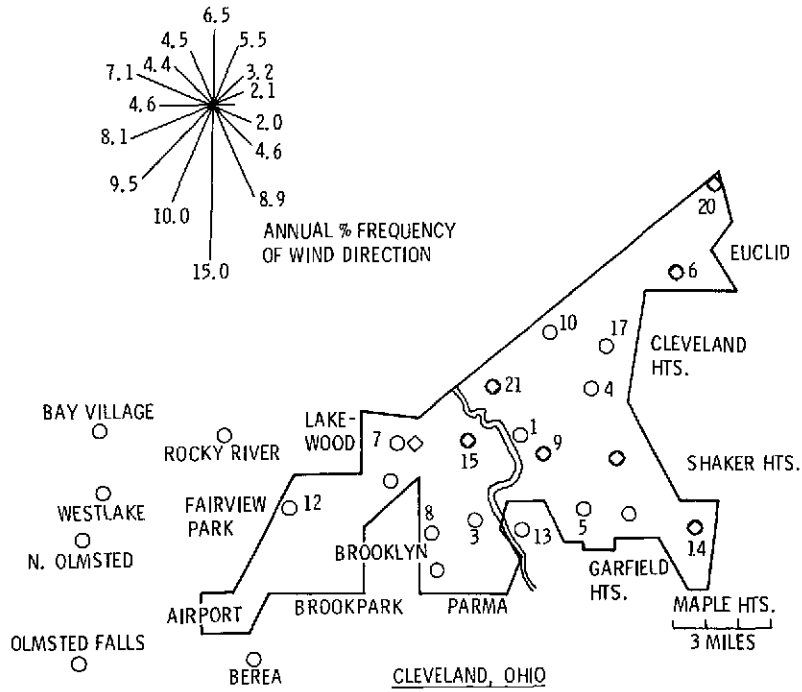 6.5
4.5
5.5
4.4
3.2
7.1
2.1
4.6
2.0
8.1
4.6
9.5
8.9
10.0
15.0
ANNUAL % FREQUENCY
OF WIND DIRECTION
20
EUCLID
6
10
17
CLEVELAND
HTS.
21
4
BAY VILLAGE
LAKE-
WOOD
ROCKY RIVER
7
15
1
9
SHAKER HTS.
WESTLAKE
FAIRVIEW
PARK
12
N. OLMSTED
8
3
13
5
14
BROOKLYN
GARFIELD
HTS.
AIRPORT
BROOKPARK
PARMA
MAPLE HTS.
3 MILES
OLMSTED FALLS
BEREA
CLEVELAND, OHIO